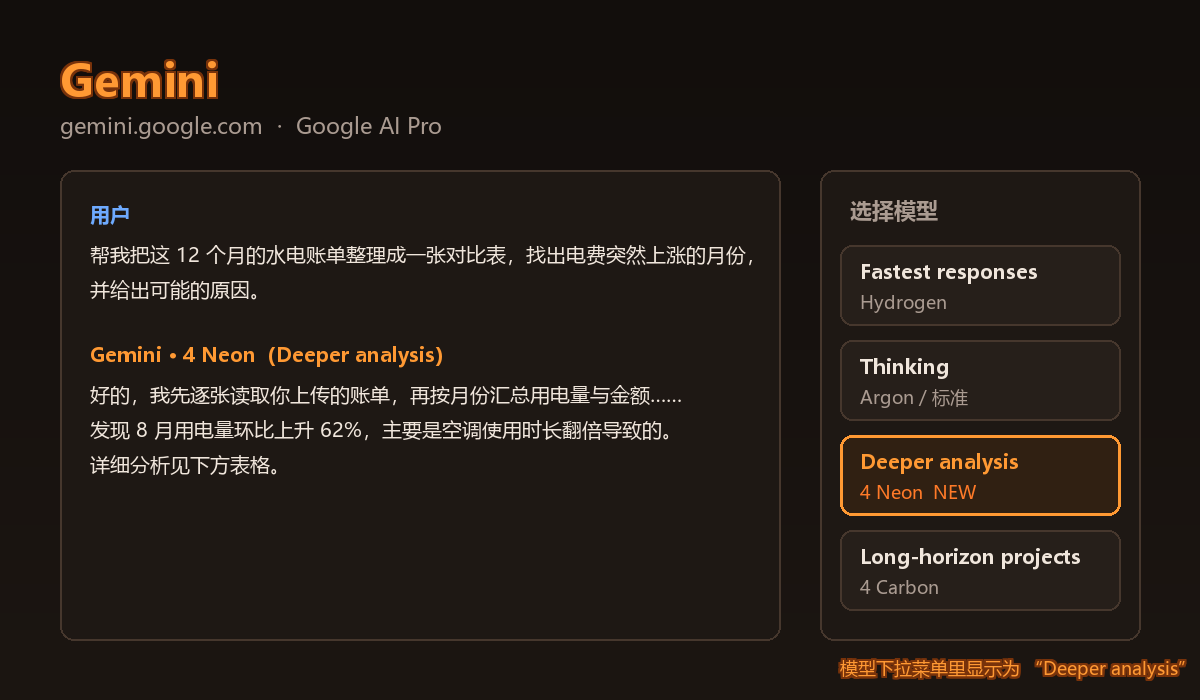 Gemini
gemini.google.com · Google AI Pro
用户
帮我把这 12 个月的水电账单整理成一张对比表，找出电费突然上涨的月份，
并给出可能的原因。
Gemini • 4 Neon（Deeper analysis）
好的，我先逐张读取你上传的账单，再按月份汇总用电量与金额……
发现 8 月用电量环比上升 62%，主要是空调使用时长翻倍导致的。
详细分析见下方表格。
选择模型
Fastest responses
Hydrogen
Thinking
Argon / 标准
Deeper analysis
4 Neon NEW
Long-horizon projects
4 Carbon
模型下拉菜单里显示为 “Deeper analysis”